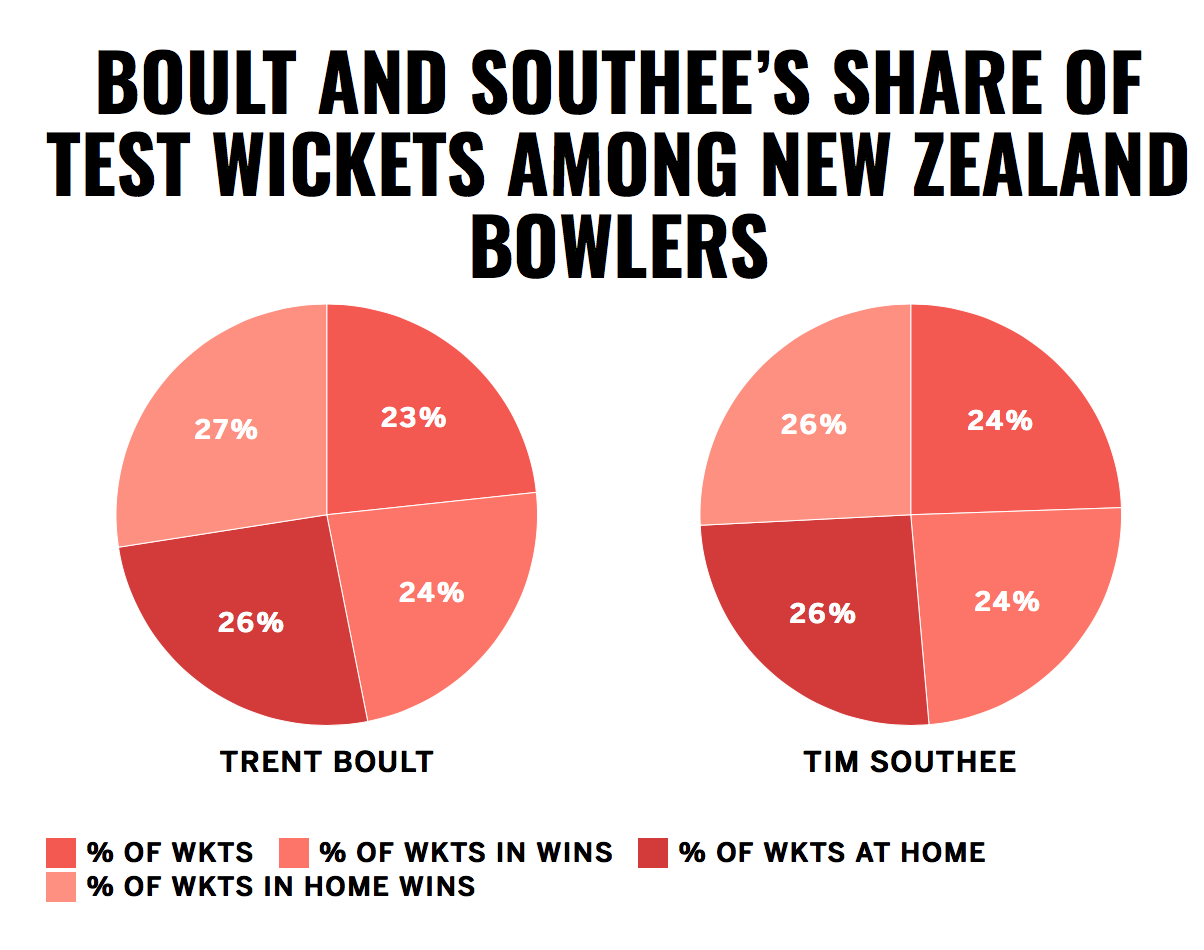 BOULT AND SOUTHEE’S SHARE OF
TEST WICKETS AMONG NEW ZEALAND
BOWLERS
27%
23%
26%
24%
TRENT BOULT
26%
24%
26%
24%
TIM SOUTHEE
% OF WKTS
% OF WKTS IN WINS
% OF WKTS AT HOME
% OF WKTS IN HOME WINS